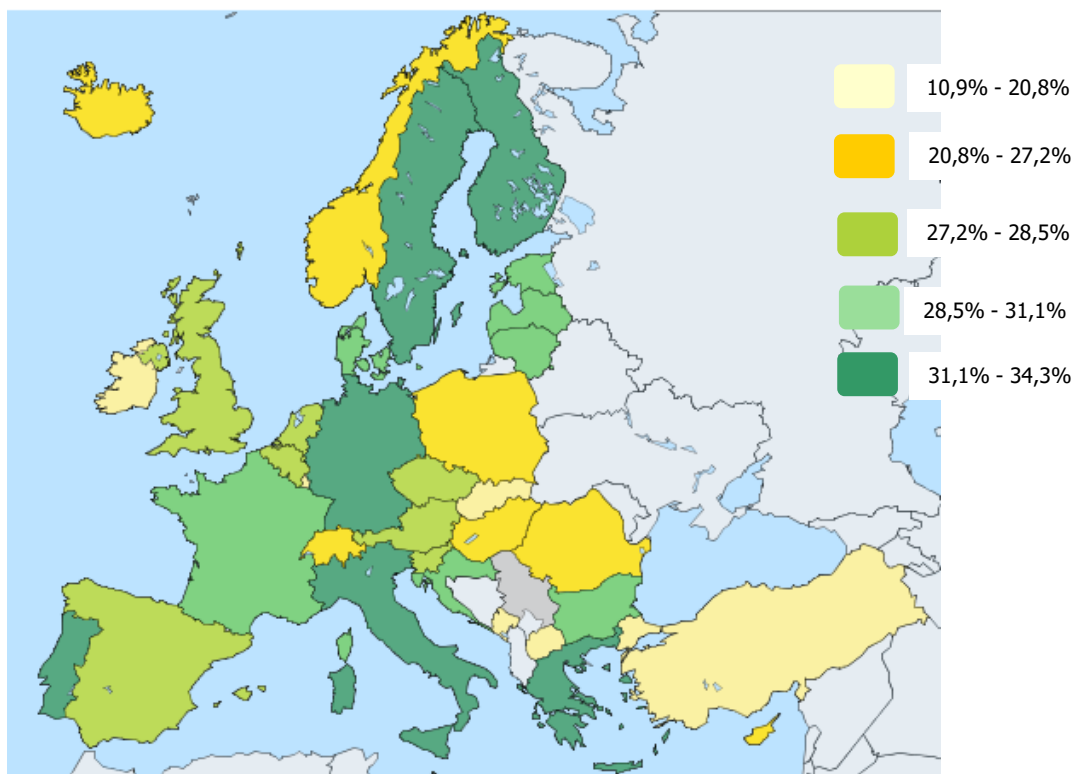 10,9% - 20,8%
20,8% - 27,2%
27,2% - 28,5%
28,5% - 31,1%
31,1% - 34,3%